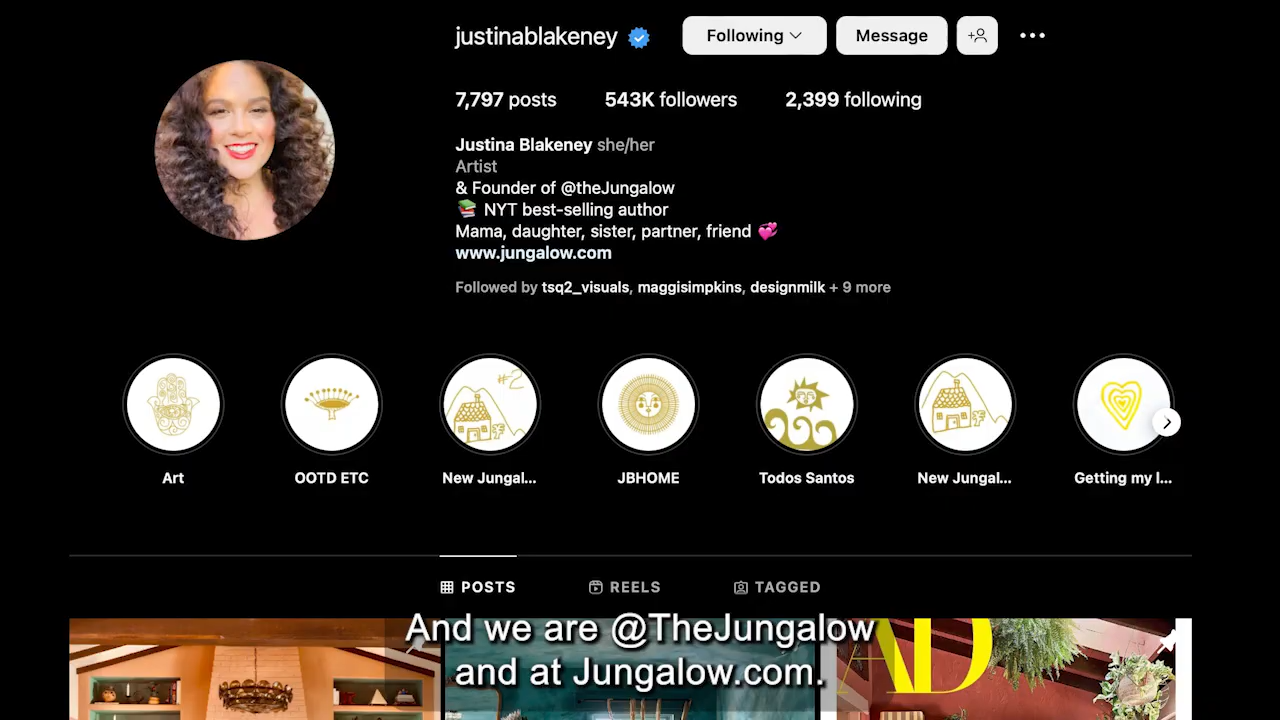 justinablakeney
Following
Message
7,797 posts 543K followers 2,399 following
Justina Blakeney she/her
Artist
& Founder of @theJungalow
📚 NYT best-selling author
Mama, daughter, sister, partner, friend 💞
www.jungalow.com
Followed by tsq2_visuals, maggisimpkins, designmilk + 9 more
#2
Art
OOTD ETC
New Jungal...
JBHOME
Todos Santos
New Jungal...
Getting my l...
POSTS
REELS
TAGGED
And we are @TheJungalow
and at Jungalow.com.
AD